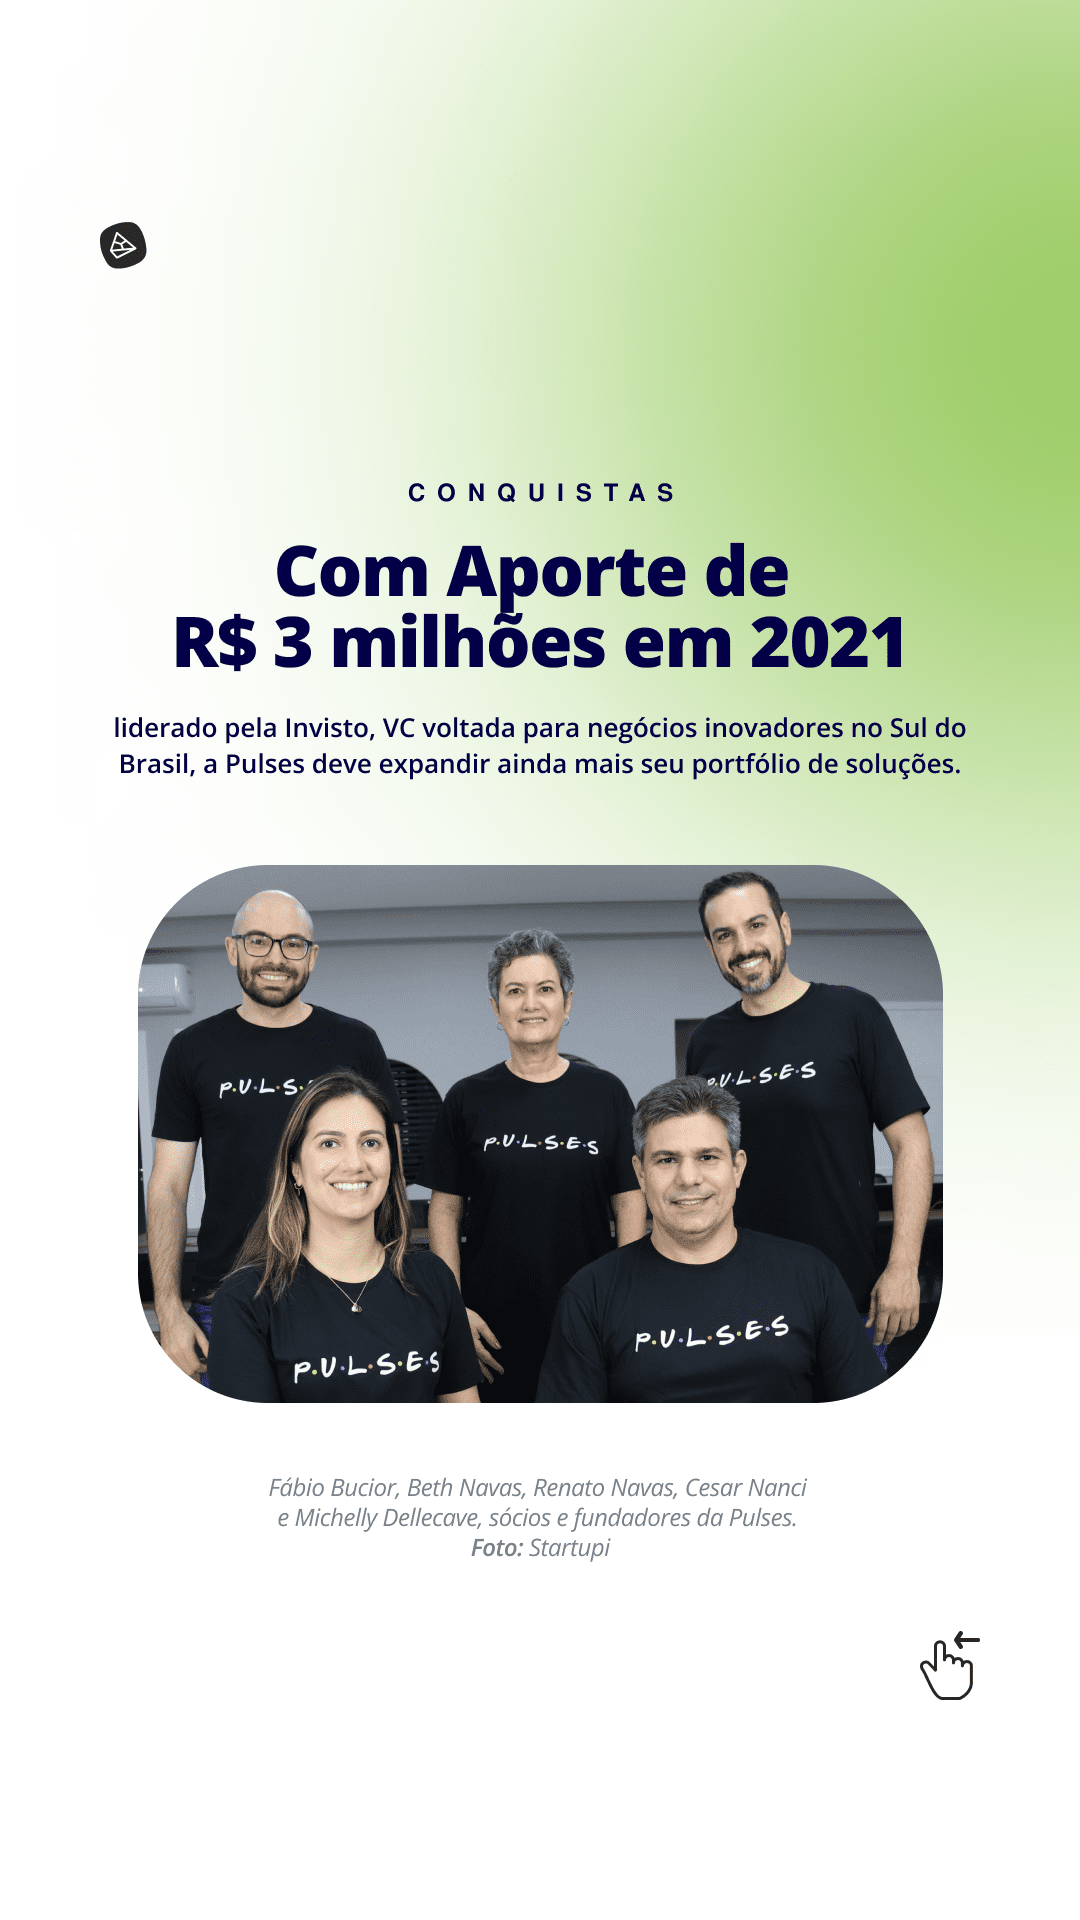 CONQUISTAS
Com Aporte de
R$ 3 milhões em 2021
liderado pela Invisto, VC voltada para negócios inovadores no Sul do
Brasil, a Pulses deve expandir ainda mais seu portfólio de soluções.
P.U.L.S.
P.U.L.S.E.S
P.U.L.S.E.S
P.U.L.S.E.S
P.U.L.S.E.S
Fábio Bucior, Beth Navas, Renato Navas, Cesar Nanci
e Michelly Dellecave, sócios e fundadores da Pulses.
Foto: Startupi